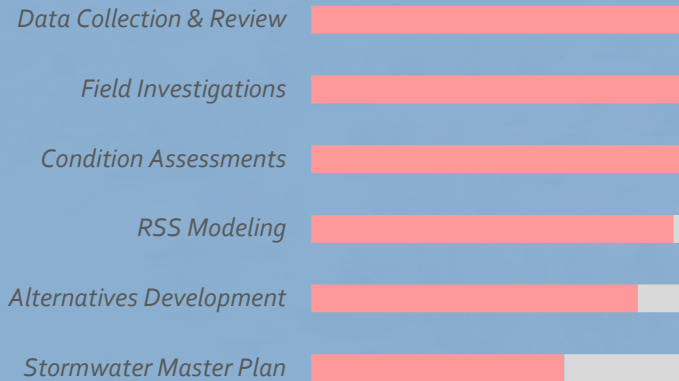 Data Collection & Review
Field Investigations
Condition Assessments
RSS Modeling
Alternatives Development
Stormwater Master Plan